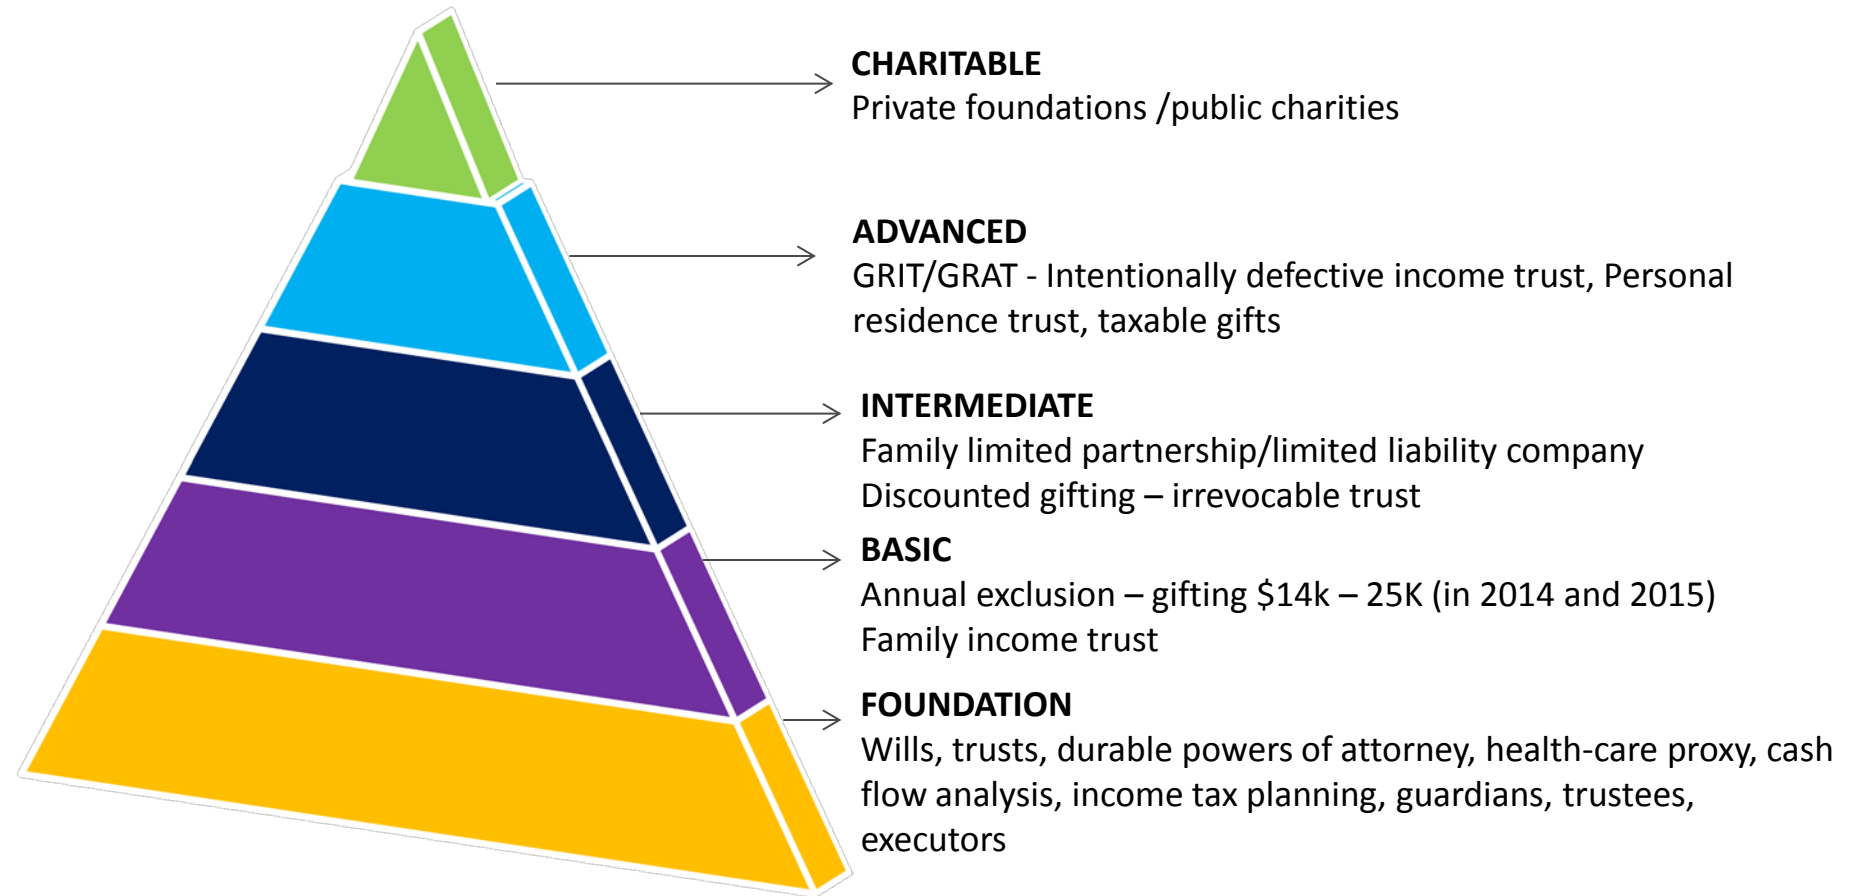 CHARITABLE
Private foundations /public charities
ADVANCED
GRIT/GRAT - Intentionally defective income trust, Personal
residence trust, taxable gifts
INTERMEDIATE
Family limited partnership/limited liability company
Discounted gifting – irrevocable trust
BASIC
Annual exclusion – gifting $14k – 25K (in 2014 and 2015)
Family income trust
FOUNDATION
Wills, trusts, durable powers of attorney, health-care proxy, cash
flow analysis, income tax planning, guardians, trustees,
executors